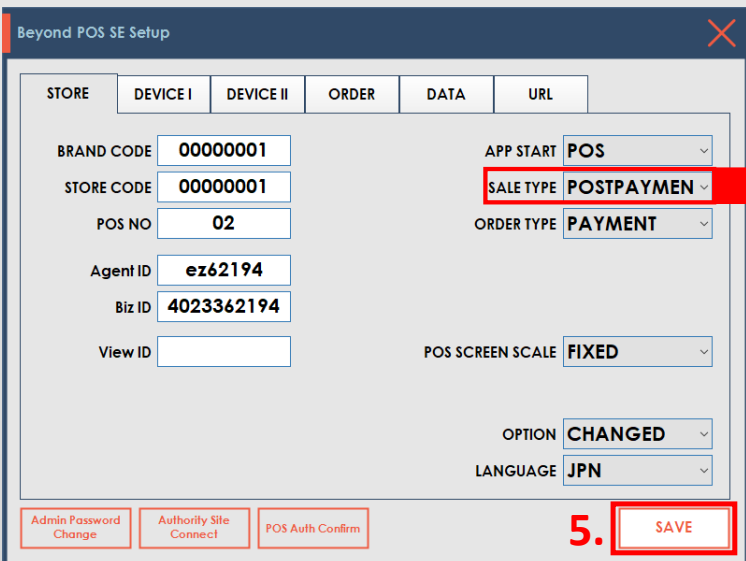 Beyond POS SE Setup
STORE DEVICE I DEVICE II ORDER DATA URL
BRAND CODE 00000001 APP START POS
STORE CODE 00000001 SALE TYPE POSTPAYMEN
POS NO 02 ORDER TYPE PAYMENT
Agent ID ez62194
Biz ID 4023362194
View ID POS SCREEN SCALE FIXED
OPTION CHANGED
LANGUAGE JPN
Admin Password
Change
Authority Site
Connect
POS Auth Confirm
5. SAVE